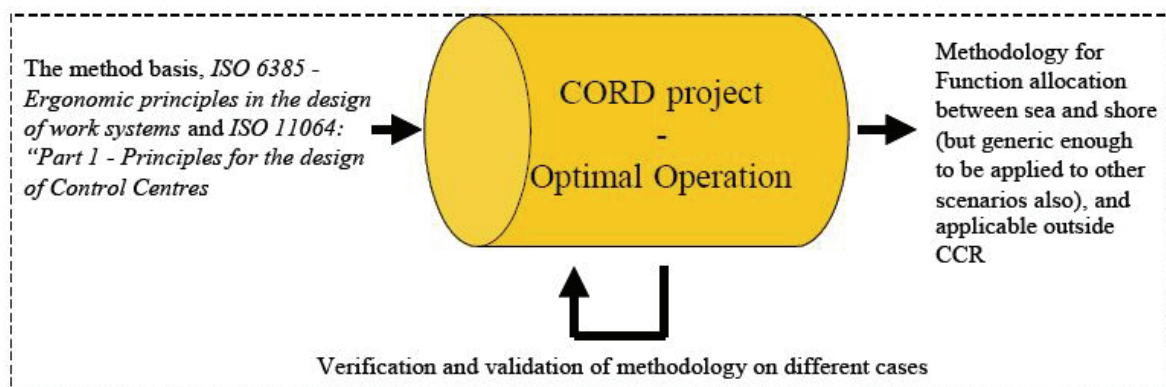 The method basis, ISO 6385 -
Ergonomic principles in the design
of work systems and ISO 11064:
“Part 1 - Principles for the design
of Control Centres
CORD project
-
Optimal Operation
Methodology for
Function allocation
between sea and shore
(but generic enough
to be applied to other
scenarios also), and
applicable outside
CCR
Verification and validation of methodology on different cases